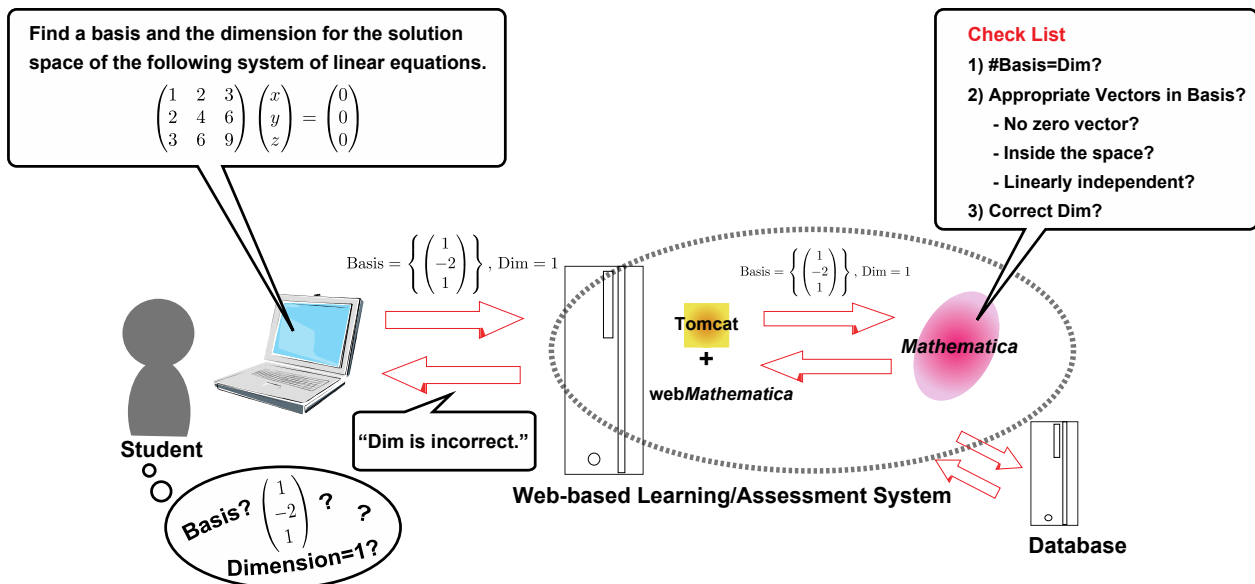 Find a basis and the dimension for the solution
space of the following system of linear equations.
(1 2 3) (x) (0)
(2 4 6) (y) = (0)
(3 6 9) (z) (0)
Check List
1) #Basis=Dim?
2) Appropriate Vectors in Basis?
- No zero vector?
- Inside the space?
- Linearly independent?
3) Correct Dim?
Basis = { ( 1 −2 1 ) } , Dim = 1
Basis = { ( 1 −2 1 ) } , Dim = 1
Tomcat
+
webMathematica
Mathematica
“Dim is incorrect.”
Student
Basis? ( 1 −2 1 ) ? ?
Dimension=1?
Web-based Learning/Assessment System
Database